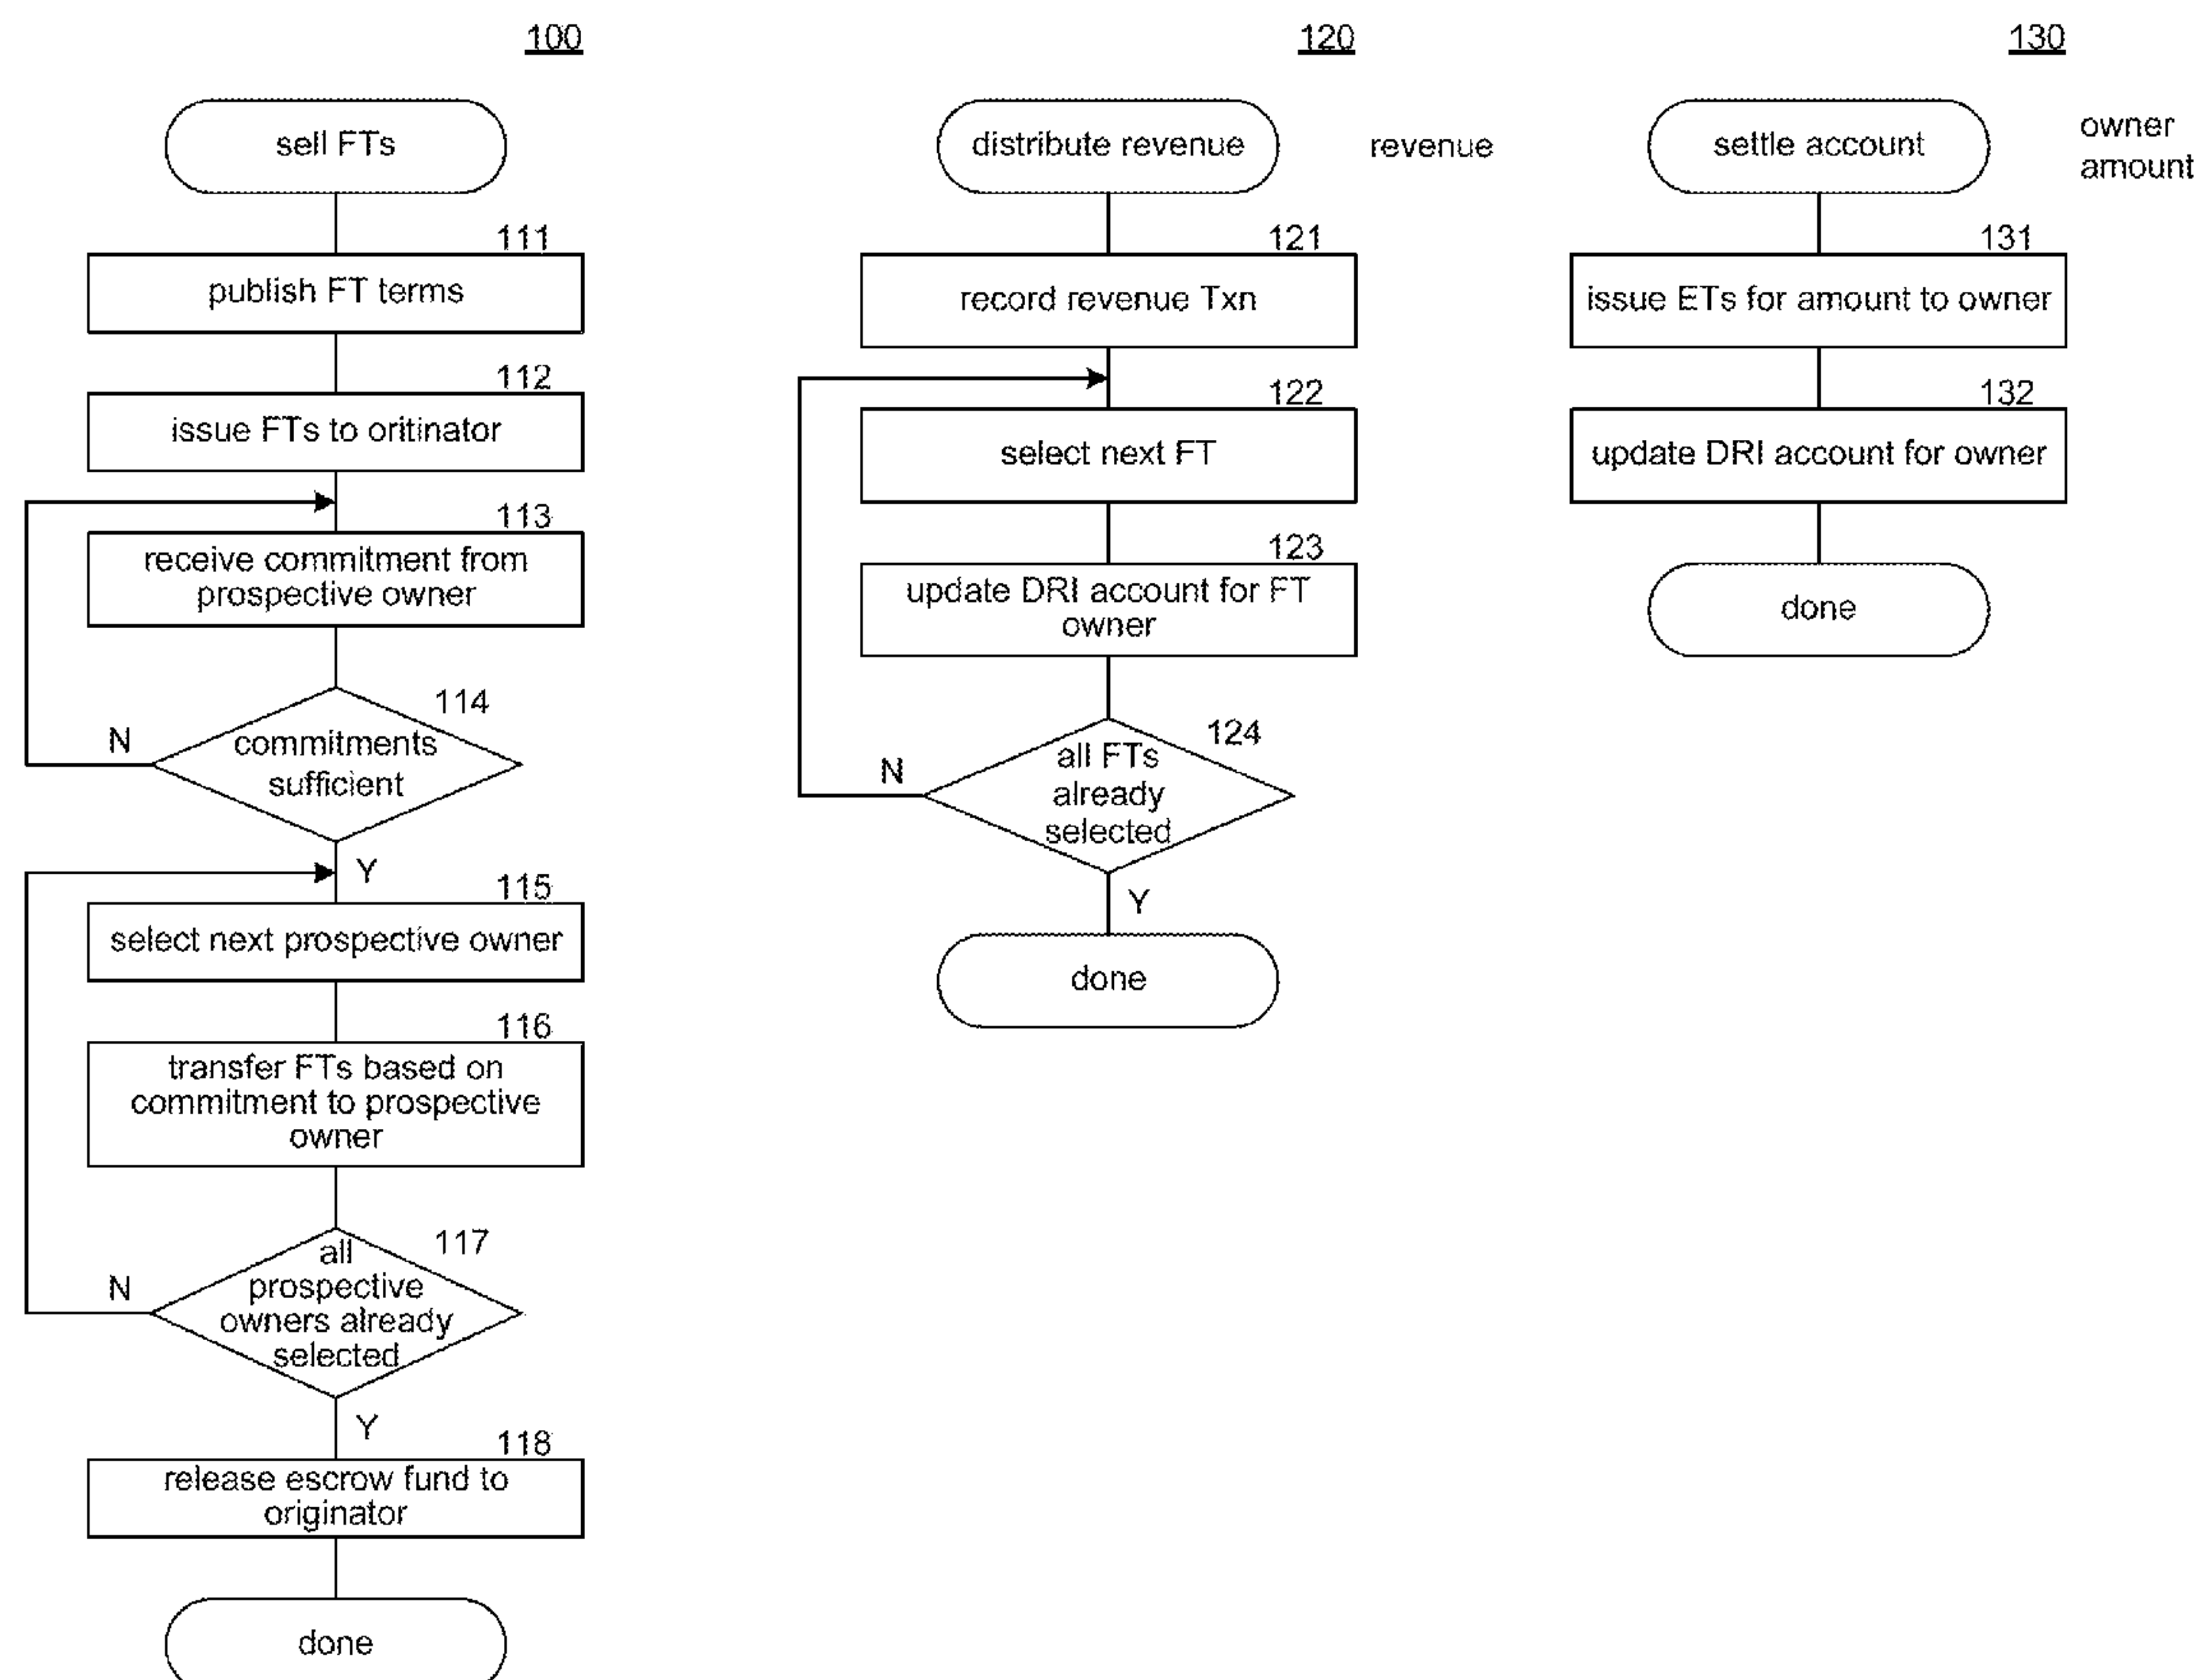 100
sell FTs
111
publish FT terms
112
issue FTs to oritinator
113
receive commitment from
prospective owner
114
commitments
sufficient
N
Y
115
select next prospective owner
116
transfer FTs based on
commitment to prospective
owner
117
all
prospective
owners already
selected
N
Y
118
release escrow fund to
originator
done
120
distribute revenue
revenue
121
record revenue Txn
122
select next FT
123
update DRI account for FT
owner
124
all FTs
already
selected
N
Y
done
130
settle account
owner
amount
131
issue ETs for amount to owner
132
update DRI account for owner
done